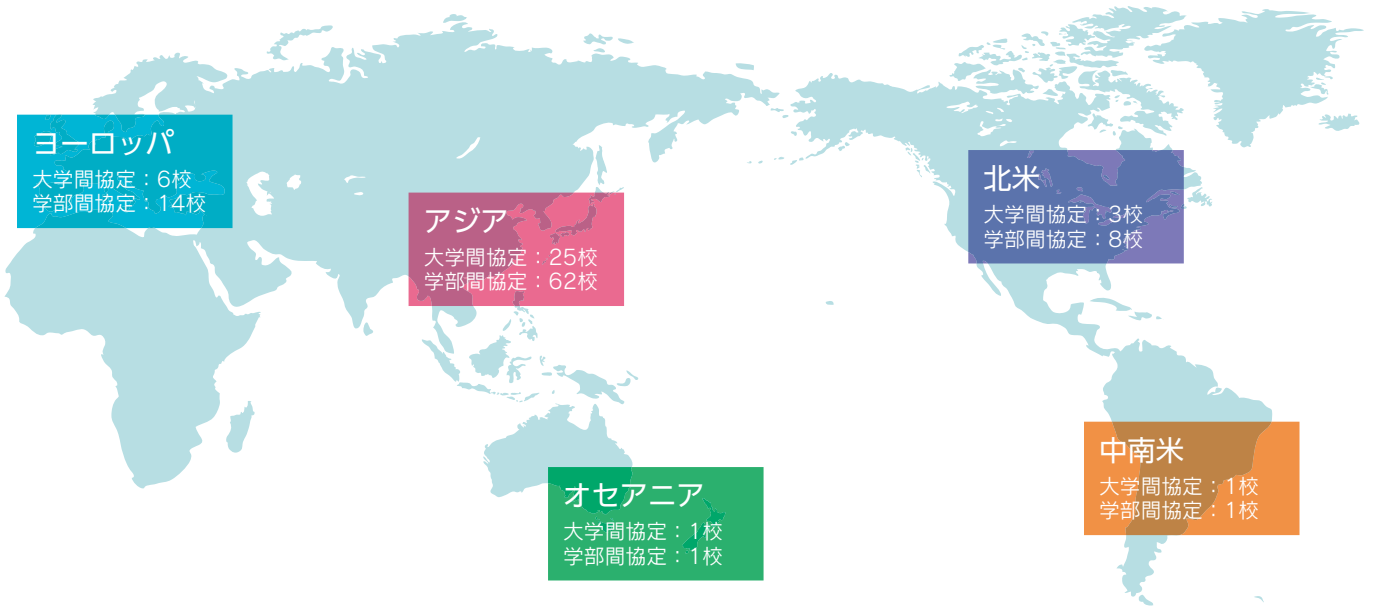 ヨーロッパ
大学間協定：6校
学部間協定：14校
アジア
大学間協定：25校
学部間協定：62校
北米
大学間協定：3校
学部間協定：8校
オセアニア
大学間協定：1校
学部間協定：1校
中南米
大学間協定：1校
学部間協定：1校